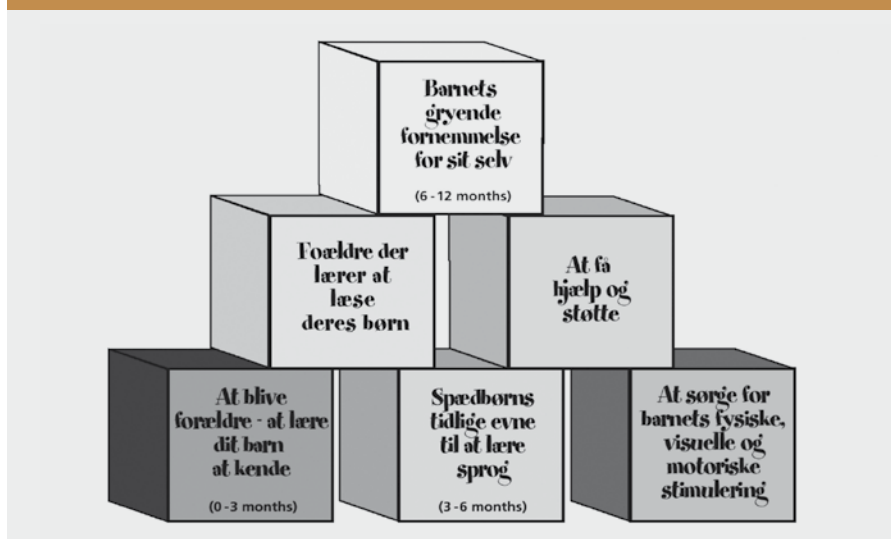 Barnets
gryende
fornemmelse
for sit selv
(6-12 months)
Foældre der
lærer at
læse
deres børn
At få
hjælp og
støtte
At blive
forældre - at lære
dit barn
at kende
(0-3 months)
Spædbørns
tidlige evne
til at lære
sprog
(3-6 months)
At sørge for
barnets fysiske,
visuelle og
motoriske
stimulering